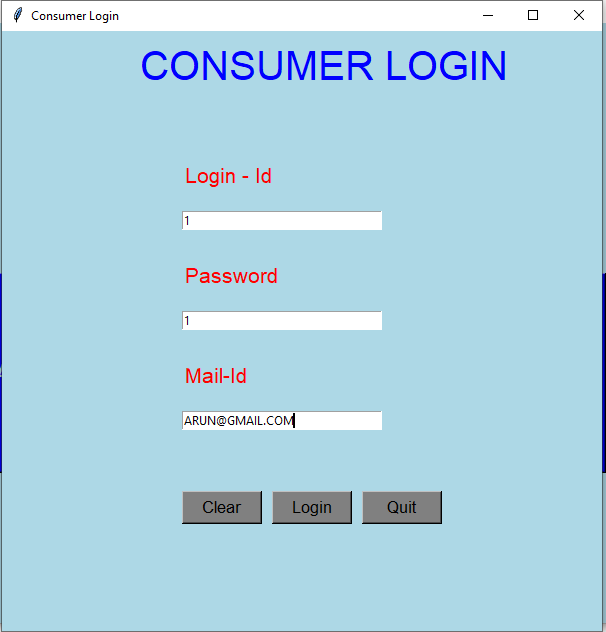 Consumer Login
CONSUMER LOGIN
Login - Id
1
Password
1
Mail-Id
ARUN@GMAIL.COM
Clear Login Quit